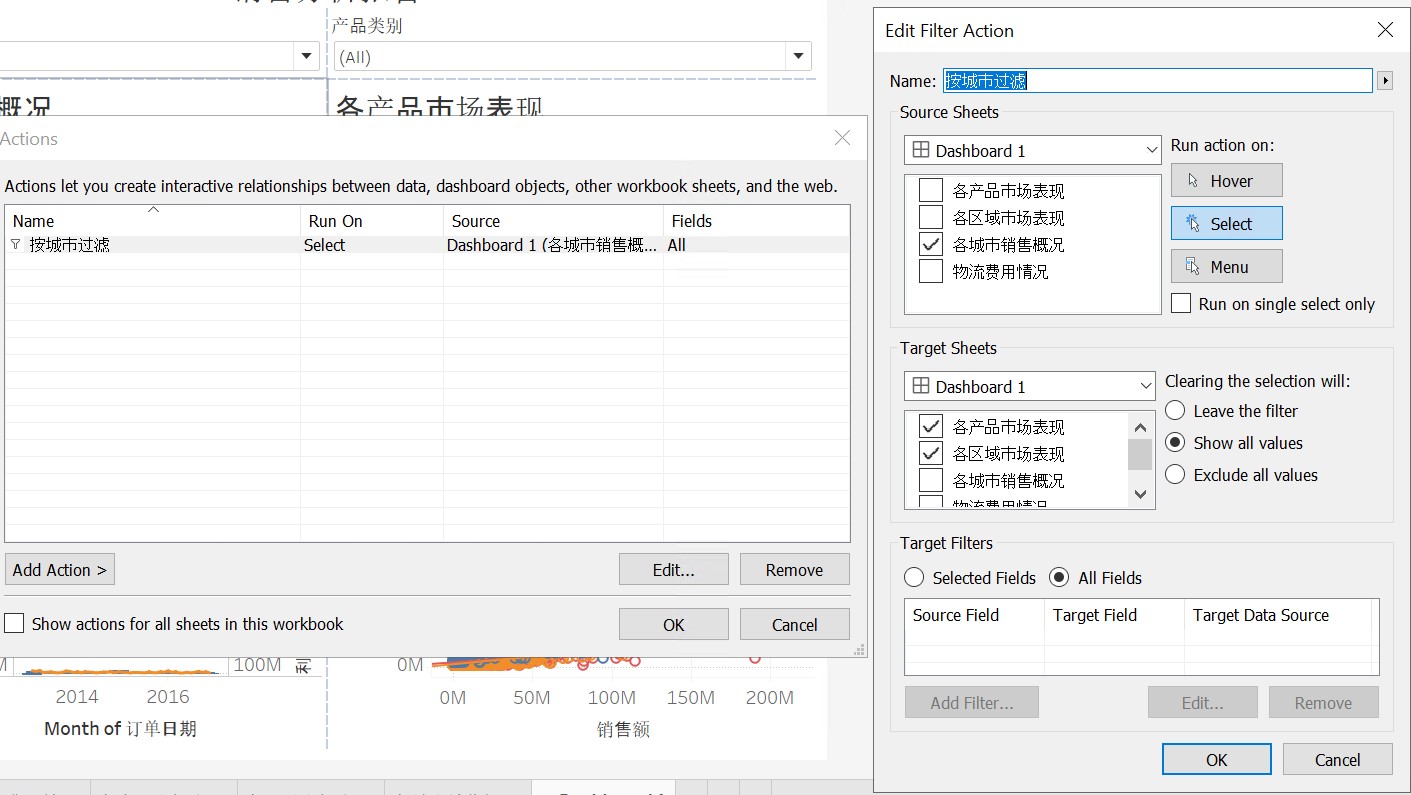 产品类别
(All)
概况
各产品市场表现
Actions
Actions let you create interactive relationships between data, dashboard objects, other workbook sheets, and the web.
Name Run On Source Fields
按城市过滤 Select Dashboard 1 (各城市销售概... All
Add Action > Edit... Remove
Show actions for all sheets in this workbook
OK Cancel
100M 0M
2014 2016
Month of 订单日期
0M 50M 100M 150M 200M
销售额
Edit Filter Action
Name: 按城市过滤
Source Sheets
Dashboard 1
各产品市场表现
各区域市场表现
各城市销售概况
物流费用情况
Run action on:
Hover
Select
Menu
Run on single select only
Target Sheets
Dashboard 1
各产品市场表现
各区域市场表现
各城市销售概况
物流费用情况
Clearing the selection will:
Leave the filter
Show all values
Exclude all values
Target Filters
Selected Fields All Fields
Source Field Target Field Target Data Source
Add Filter... Edit... Remove
OK Cancel